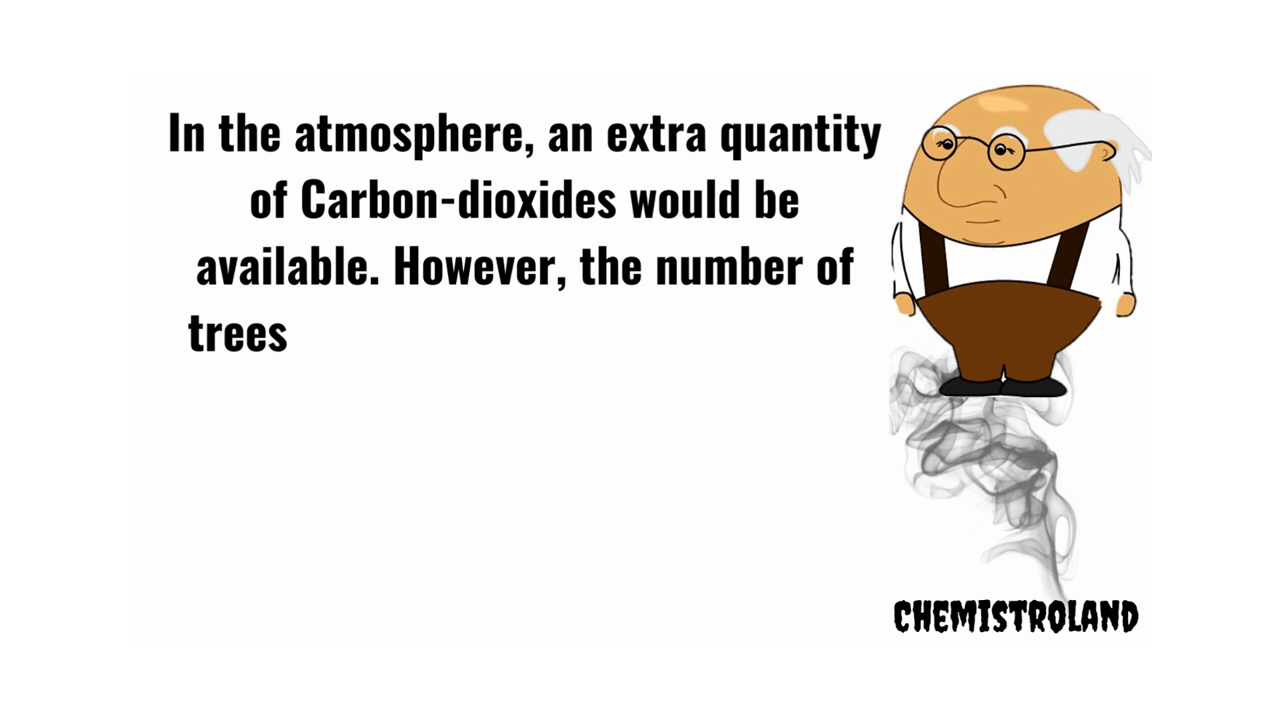 In the atmosphere, an extra quantity
of Carbon-dioxides would be
available. However, the number of
trees
CHEMISTROLAND